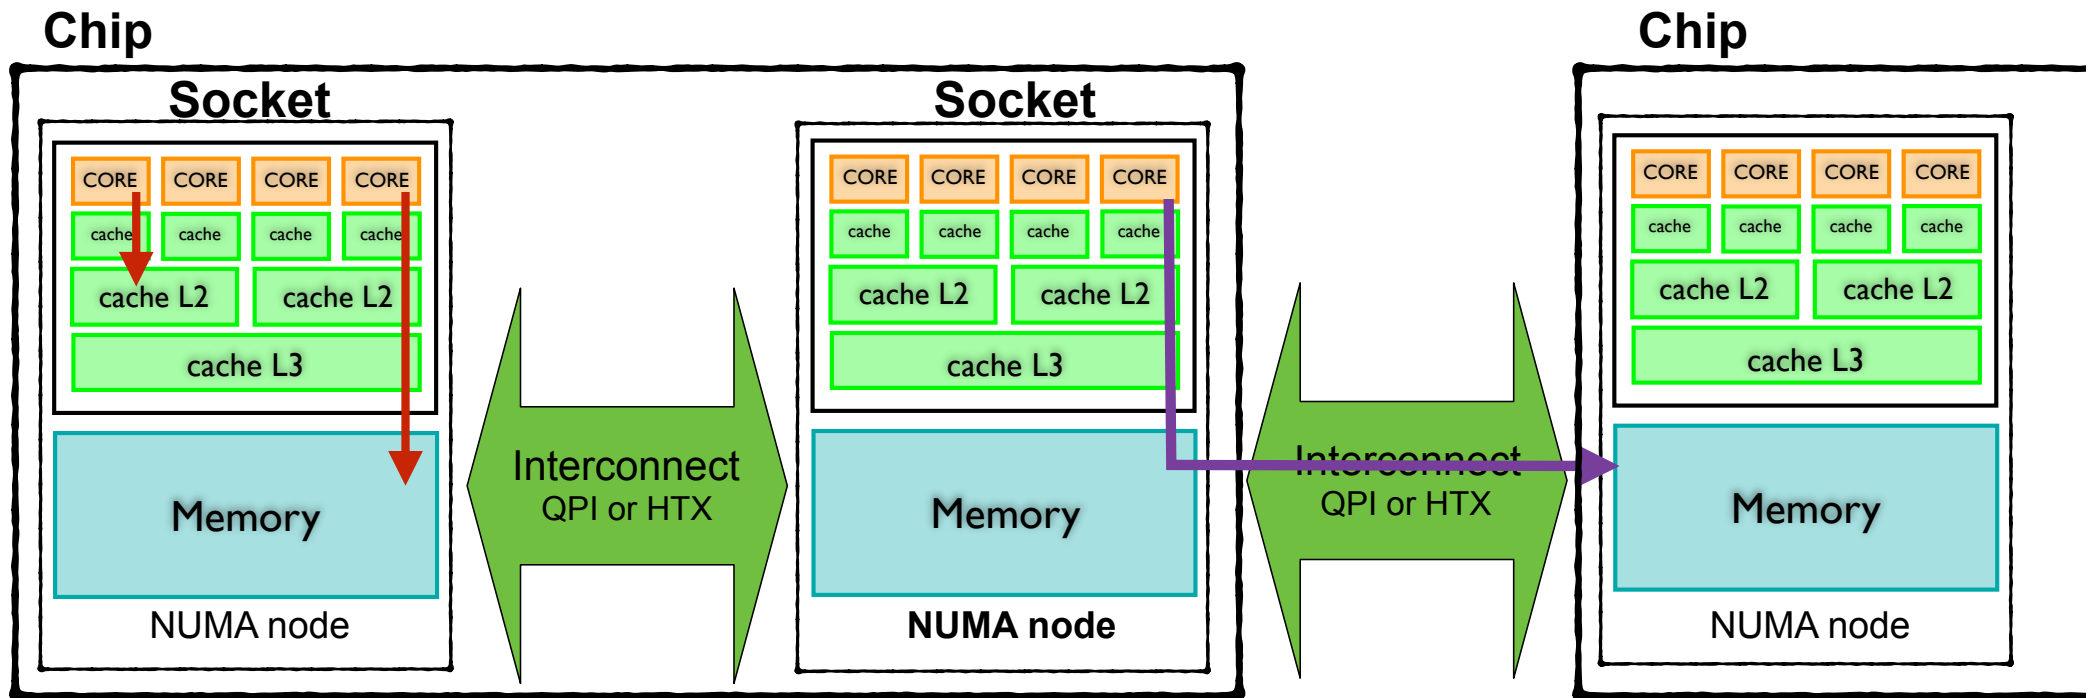 Chip
Chip
Socket
Socket
CORE CORE CORE CORE
cache cache cache cache
cache L2 cache L2
cache L3
Memory
NUMA node
Interconnect
QPI or HTX
CORE CORE CORE CORE
cache cache cache cache
cache L2 cache L2
cache L3
Memory
NUMA node
Interconnect
QPI or HTX
CORE CORE CORE CORE
cache cache cache cache
cache L2 cache L2
cache L3
Memory
NUMA node